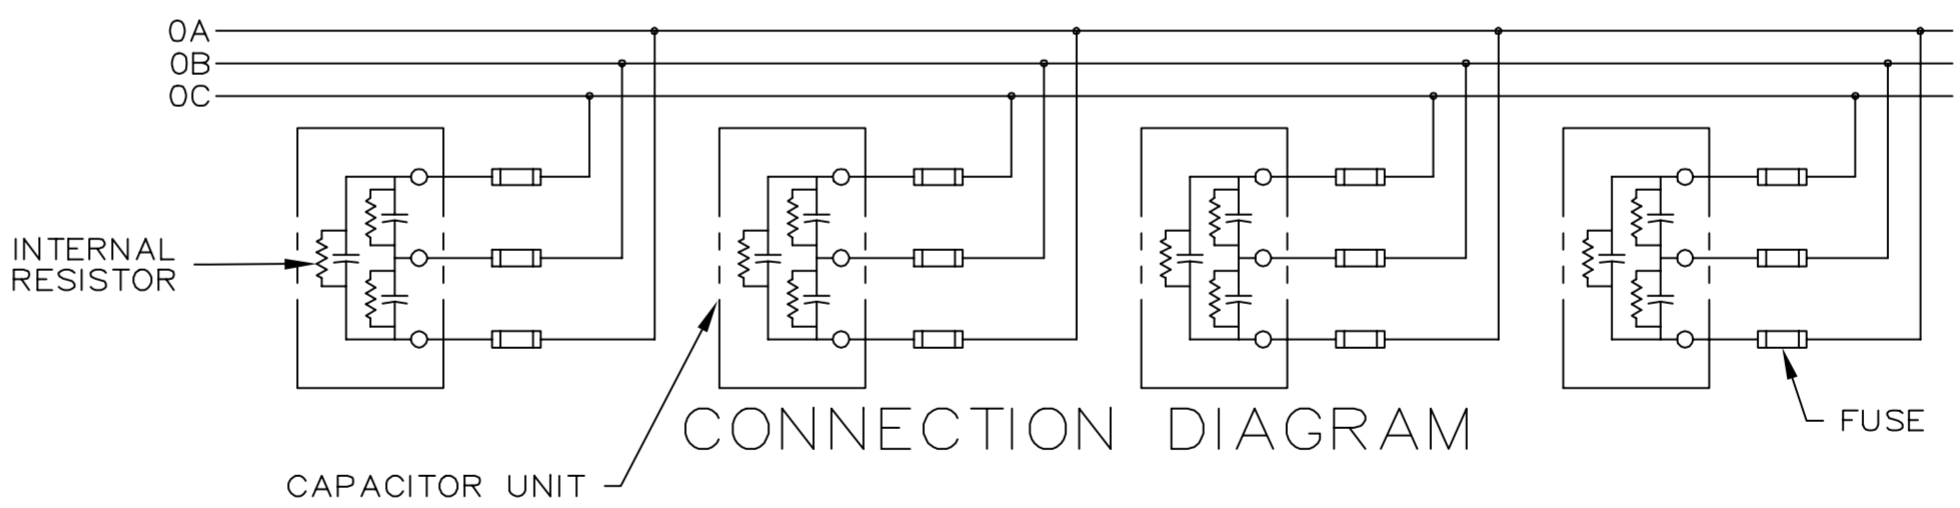 0A
0B
0C
INTERNAL
RESISTOR
CONNECTION DIAGRAM
FUSE
CAPACITOR UNIT